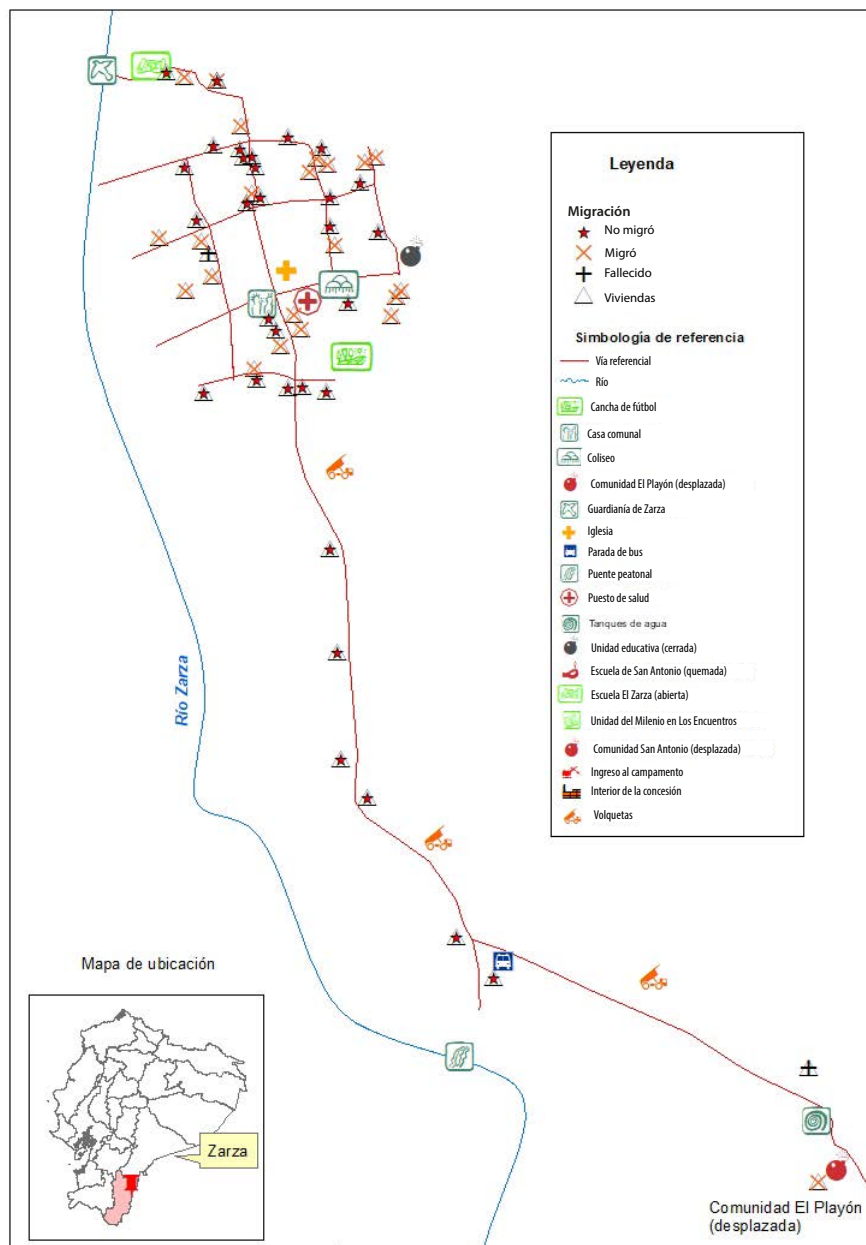 Leyenda
Migración
No migró
Migró
Fallecido
Viviendas
Simbología de referencia
Vía referencial
Río
Cancha de fútbol
Casa comunal
Coliseo
Comunidad El Playón (desplazada)
Guardianía de Zarza
Iglesia
Parada de bus
Puente peatonal
Puesto de salud
Tanques de agua
Unidad educativa (cerrada)
Escuela de San Antonio (quemada)
Escuela El Zarza (abierta)
Unidad del Milenio en Los Encuentros
Comunidad San Antonio (desplazada)
Ingreso al campamento
Interior de la concesión
Volquetas
Río Zarza
Mapa de ubicación
Zarza
Comunidad El Playón
(desplazada)